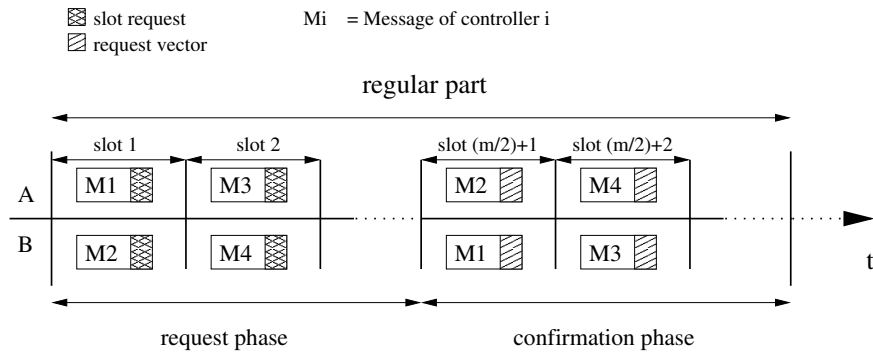 slot request Mi = Message of controller i
request vector
regular part
slot 1 slot 2 slot (m/2)+1 slot (m/2)+2
M1 M3 M2 M4
A
B
M2 M4 M1 M3
t
request phase confirmation phase